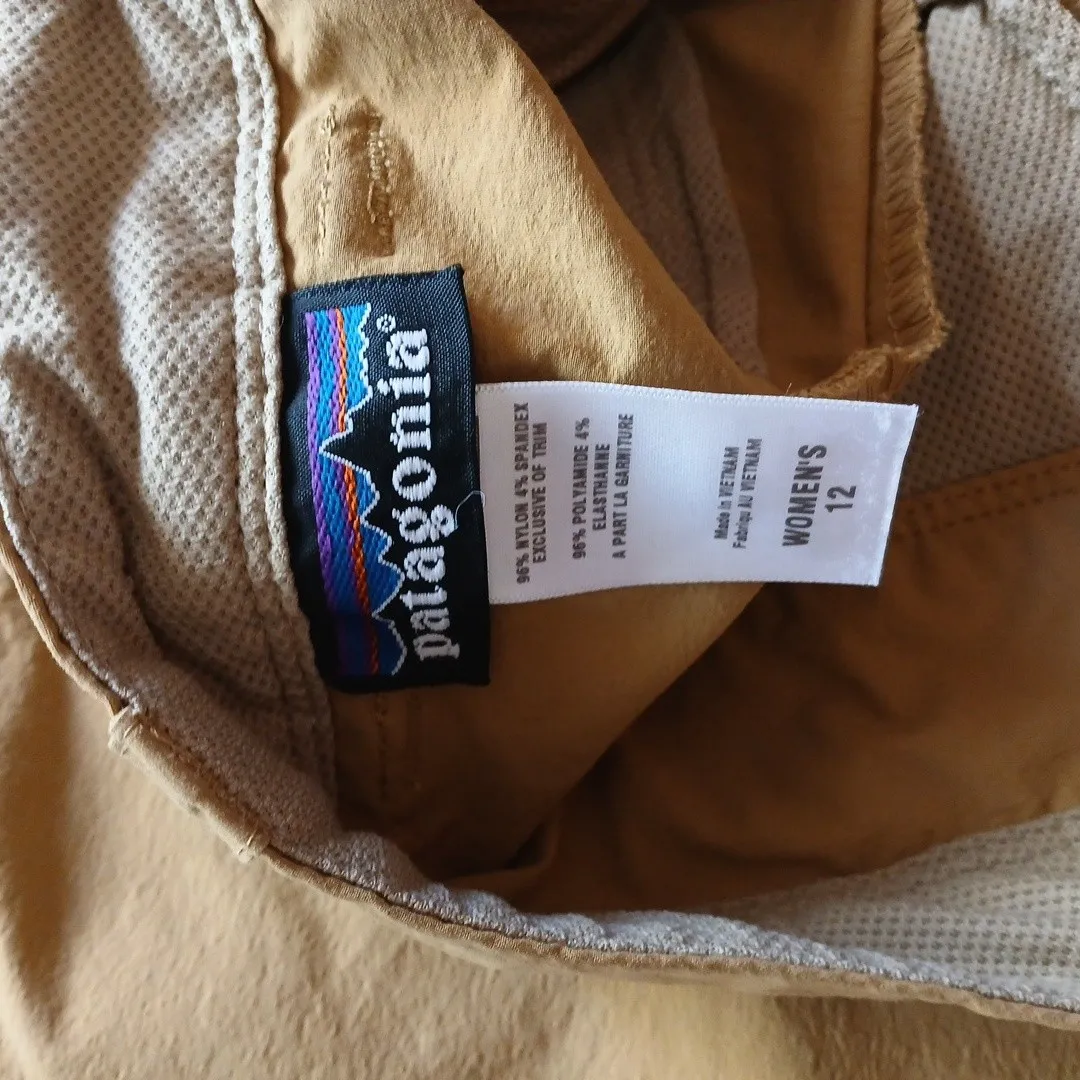 patagonia®
96% NYLON 4% SPANDEX
EXCLUSIVE OF TRIM
96% POLYAMIDE 4%
ELASTHANNE
A PART LA GARNITURE
Made in VIETNAM
Fabriqu AU VIETNAM
WOMEN'S
12